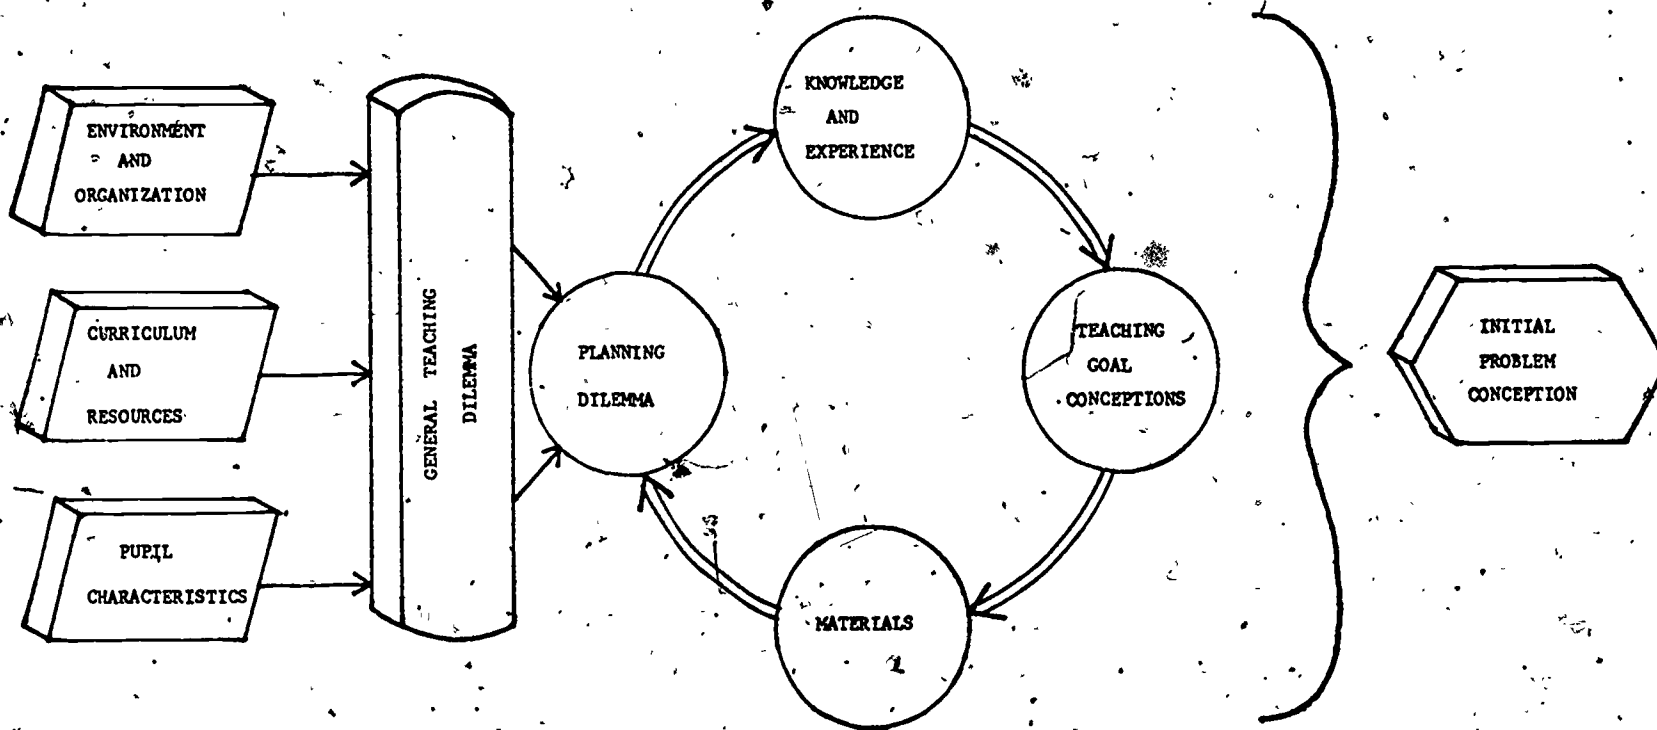 ENVIRONMENT
AND
ORGANIZATION
CURRICULUM
AND
RESOURCES
PUPIL
CHARACTERISTICS
GENERAL TEACHING
DILEMMA
PLANNING
DILEMMA
KNOWLEDGE
AND
EXPERIENCE
TEACHING
GOAL
CONCEPTIONS
MATERIALS
INITIAL
PROBLEM
CONCEPTION